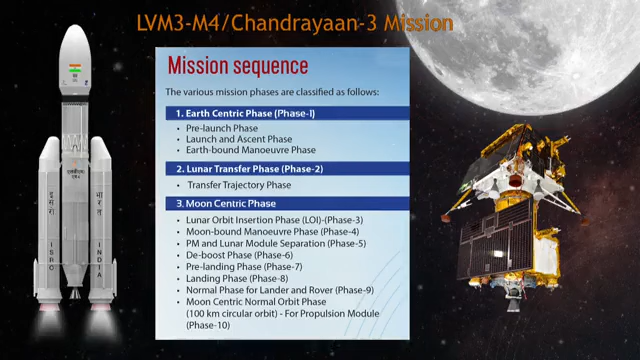 LVM3-M4/Chandrayaan-3 Mission
Mission sequence
The various mission phases are classified as follows:
1. Earth Centric Phase (Phase-I)
• Pre-launch Phase
• Launch and Ascent Phase
• Earth-bound Manoeuvre Phase
2. Lunar Transfer Phase (Phase-2)
• Transfer Trajectory Phase
3. Moon Centric Phase
• Lunar Orbit Insertion Phase (LOI)-(Phase-3)
• Moon-bound Manoeuvre Phase (Phase-4)
• PM and Lunar Module Separation (Phase-5)
• De-boost Phase (Phase-6)
• Pre-landing Phase (Phase-7)
• Landing Phase (Phase-8)
• Normal Phase for Lander and Rover (Phase-9)
• Moon Centric Normal Orbit Phase
(100 km circular orbit) - For Propulsion Module
(Phase-10)
इसरो
भारत
ISRO
INDIA